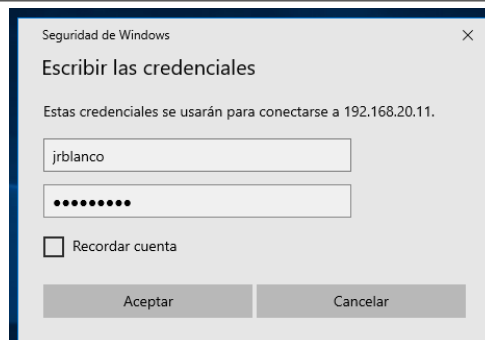 Seguridad de Windows
Escribir las credenciales
Estas credenciales se usarán para conectarse a 192.168.20.11.
jrblanco
•••••••••
Recordar cuenta
Aceptar
Cancelar